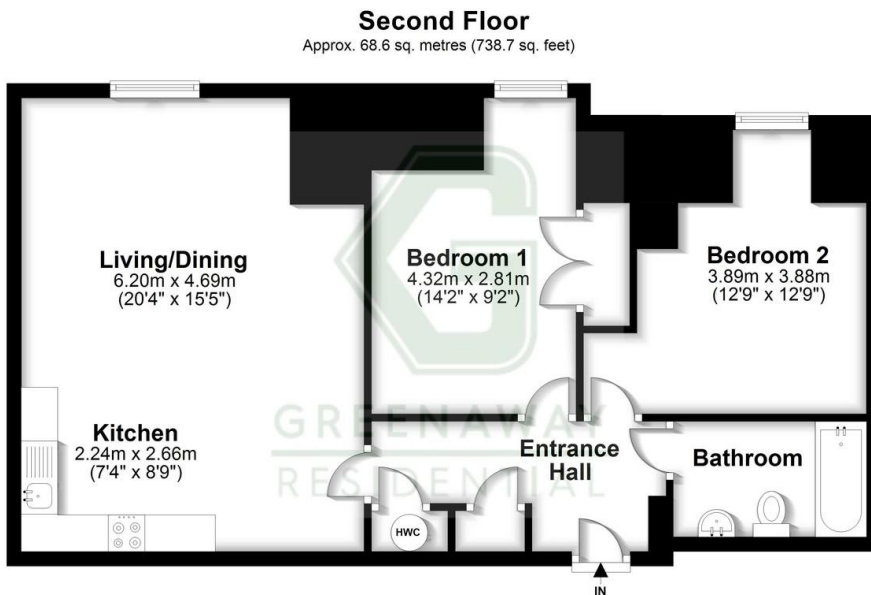 Second Floor
Approx. 68.6 sq. metres (738.7 sq. feet)
Living/Dining
6.20m x 4.69m
(20'4" x 15'5")
Bedroom 1
4.32m x 2.81m
(14'2" x 9'2")
Bedroom 2
3.89m x 3.88m
(12'9" x 12'9")
Kitchen
2.24m x 2.66m
(7'4" x 8'9")
GREENAWAY
RESIDENTIAL
Entrance
Hall
Bathroom
HWC
IN